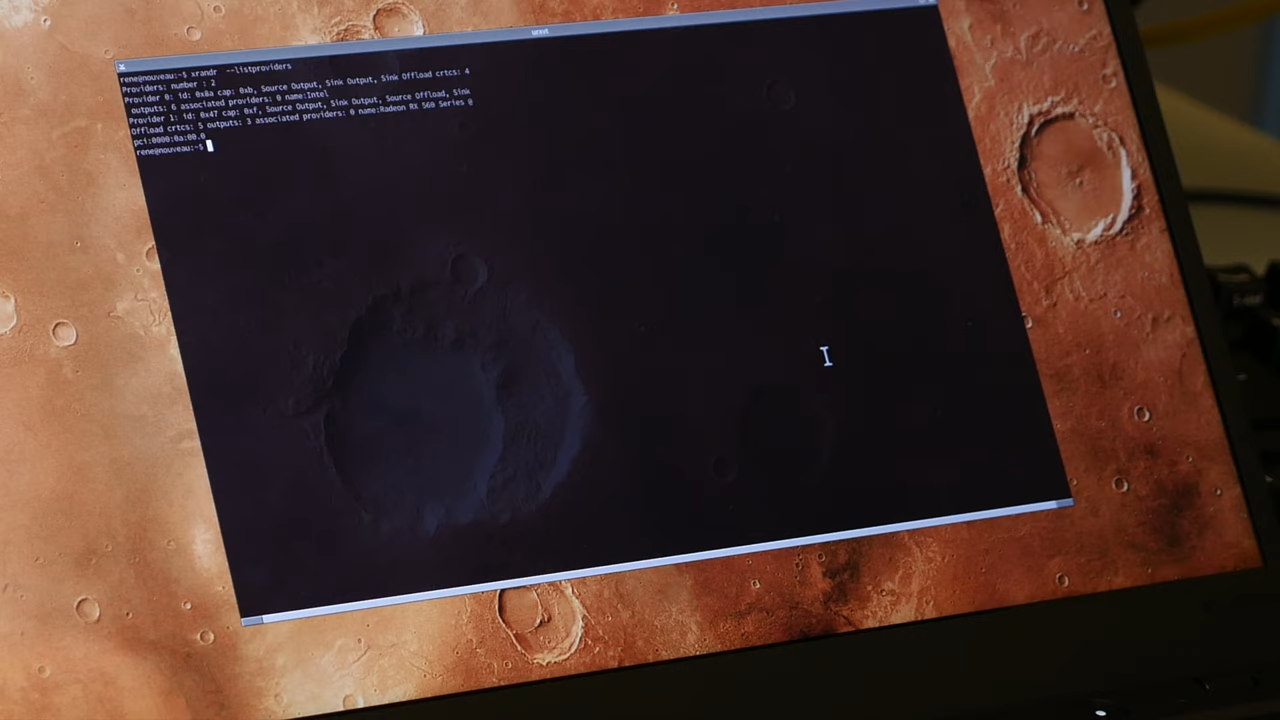 urxvt
rene@nouveau:~$ xrandr --listproviders
Providers: number : 2
Provider 0: id: 0x8a cap: 0xb, Source Output, Sink Output, Sink Offload crtcs: 4
outputs: 6 associated providers: 0 name:Intel
Provider 1: id: 0x47 cap: 0xf, Source Output, Sink Output, Source Offload, Sink
Offload crtcs: 5 outputs: 3 associated providers: 0 name:Radeon RX 560 Series @
pci:0000:0a:00.0
rene@nouveau:~$